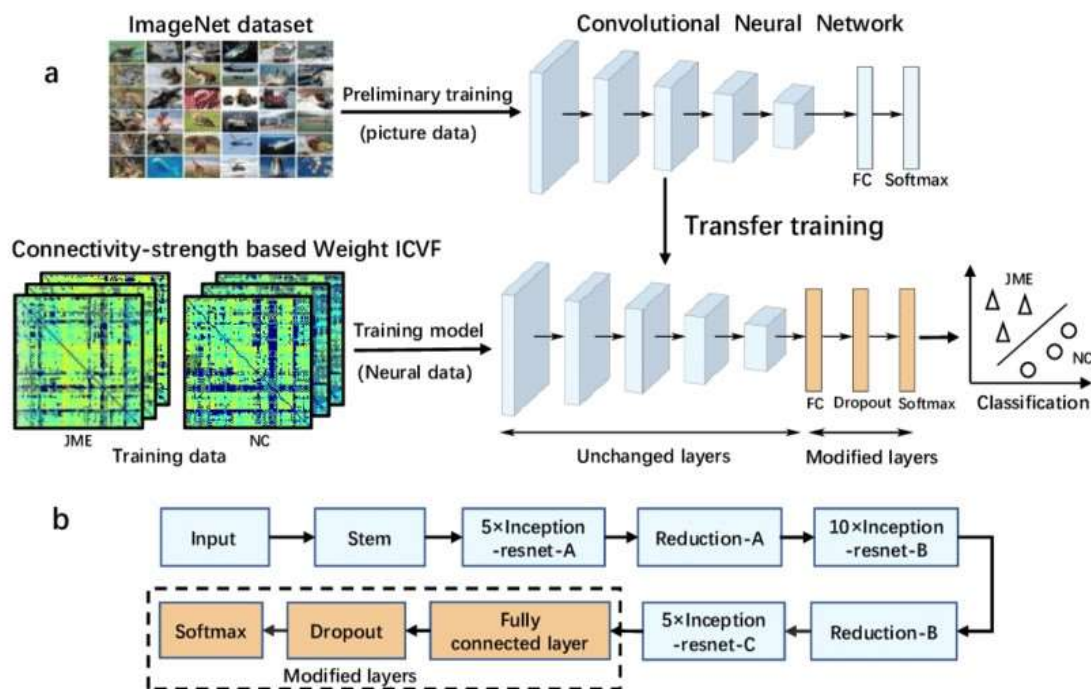 ImageNet dataset
Convolutional Neural Network
a
Preliminary training
(picture data)
FC
Softmax
Transfer training
Connectivity-strength based Weight ICVF
Training model
(Neural data)
JME
NC
Training data
FC
Dropout
Softmax
JME
NC
Classification
Unchanged layers
Modified layers
b
Input
Stem
5×Inception
-resnet-A
Reduction-A
10×Inception
-resnet-B
Softmax
Dropout
Fully
connected layer
5×Inception
-resnet-C
Reduction-B
Modified layers